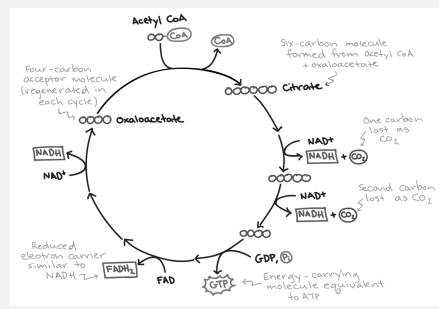 Acetyl CoA
CoA
CoA
Six-carbon molecule
formed from Acetyl CoA
+ oxaloacetate
Four-carbon
acceptor molecule
(regenerated in
each cycle)
Citrate
Oxaloacetate
One carbon
lost as
CO₂
NAD⁺
NADH + CO₂
NADH
NAD⁺
Second carbon
lost as CO₂
NAD⁺
NADH + CO₂
Reduced
electron carrier
similar to
NADH
FADH₂
FAD
GDP, Pi
GTP
Energy-carrying
molecule equivalent
to ATP